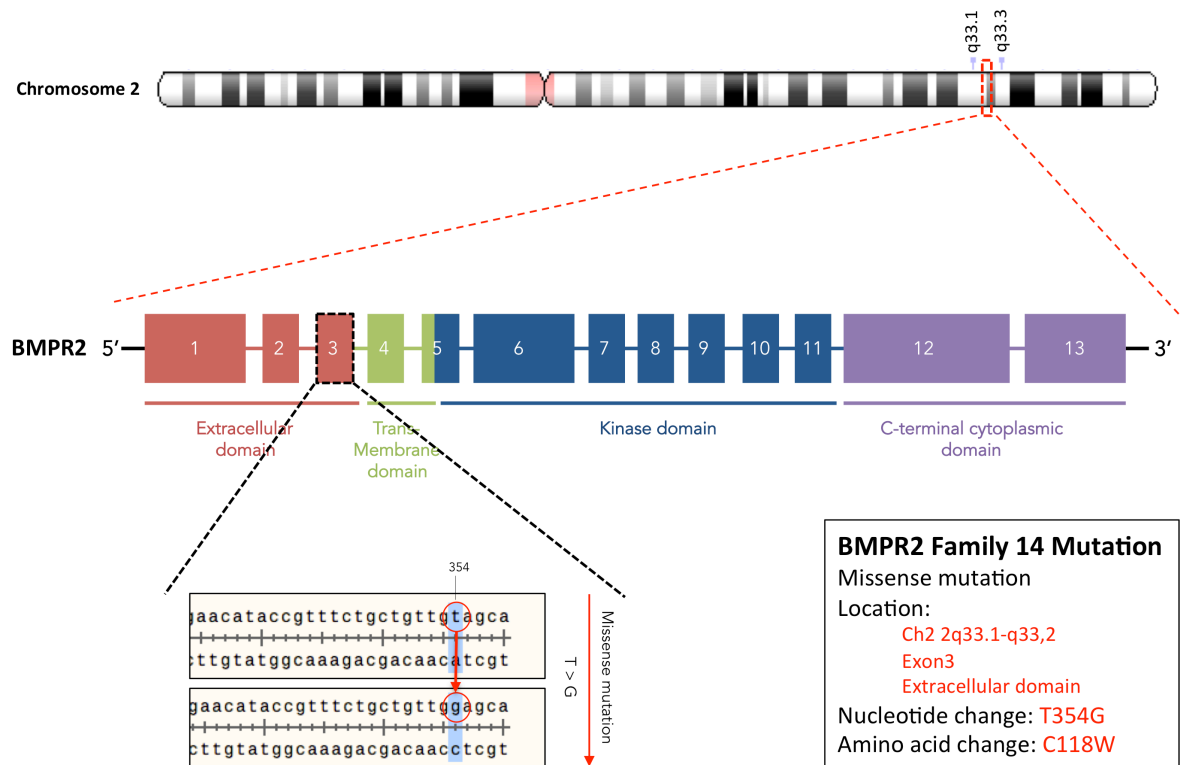 q33.1
q33.3
Chromosome 2
BMPR2 5′
1
2
3
4
5
6
7
8
9
10
11
12
13
3′
Extracellular
domain
Trans-
Membrane
domain
Kinase domain
C-terminal cytoplasmic
domain
354
gaacataccgtttctgctgttgtagca
cttgtatggcaaagacgacaacatcgt
gaacataccgtttctgctgttggagca
cttgtatggcaaagacgacaacctcgt
Missense mutation
T > G
BMPR2 Family 14 Mutation
Missense mutation
Location:
Ch2 2q33.1-q33,2
Exon3
Extracellular domain
Nucleotide change: T354G
Amino acid change: C118W